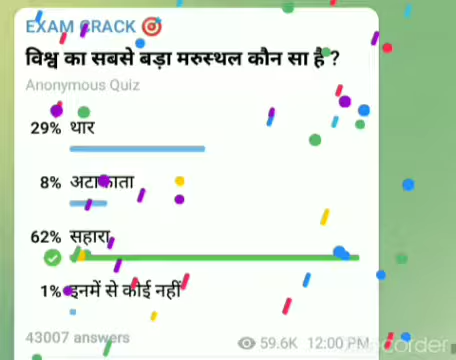 EXAM CRACK 🎯
विश्व का सबसे बड़ा मरुस्थल कौन सा है ?
Anonymous Quiz
29% थार
8% अटाकाता
62% सहारा
1% इनमें से कोई नहीं
43007 answers 59.6K 12:00 PM